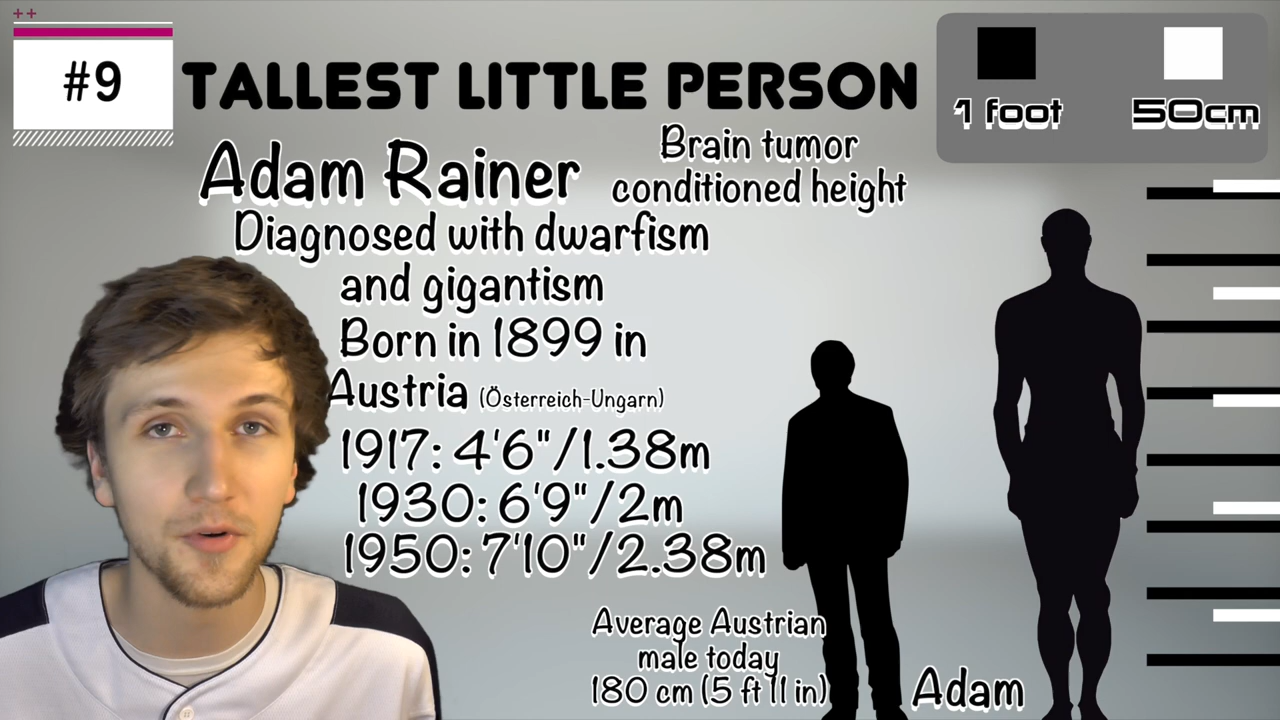 ++
#9
TALLEST LITTLE PERSON
1 foot
50cm
Adam Rainer
Brain tumor
conditioned height
Diagnosed with dwarfism
and gigantism
Born in 1899 in
Austria (Österreich-Ungarn)
1917: 4'6"/1.38m
1930: 6'9"/2m
1950: 7'10"/2.38m
Average Austrian
male today
180 cm (5 ft 11 in)
Adam